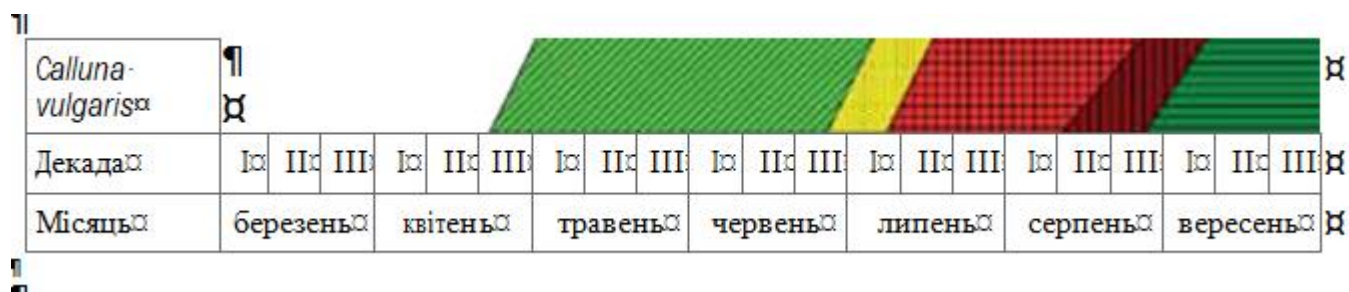 ¶
Calluna-
vulgaris¤
¶
¤
¤
Декада¤ I¤ II¤ III¤ I¤ II¤ III¤ I¤ II¤ III¤ I¤ II¤ III¤ I¤ II¤ III¤ I¤ II¤ III¤ I¤ II¤ III¤ ¤
Місяць¤ березень¤ квітень¤ травень¤ червень¤ липень¤ серпень¤ вересень¤ ¤
¶
¶